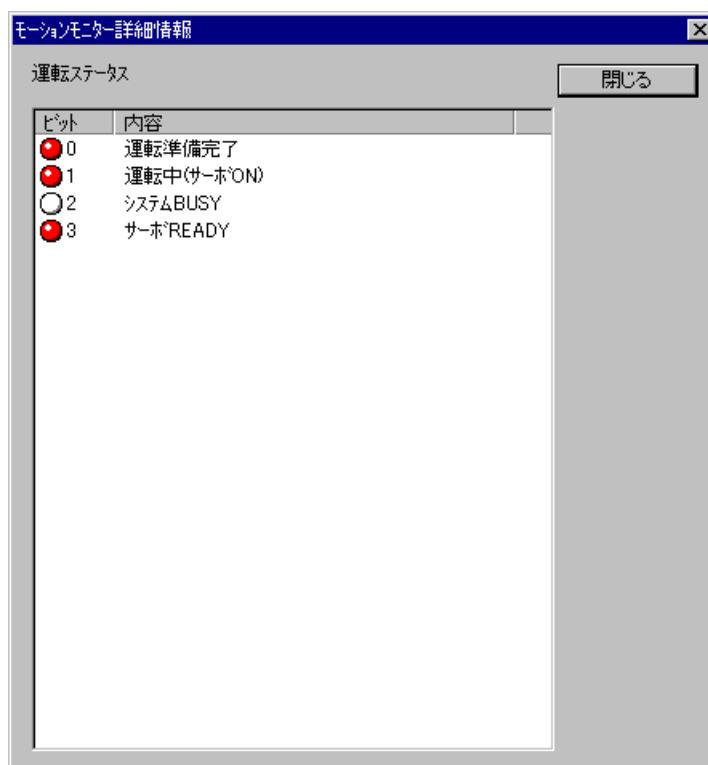 モーションモニター詳細情報
運転ステータス
閉じる
ビット 内容
0 運転準備完了
1 運転中(サーボON)
2 システムBUSY
3 サーボREADY